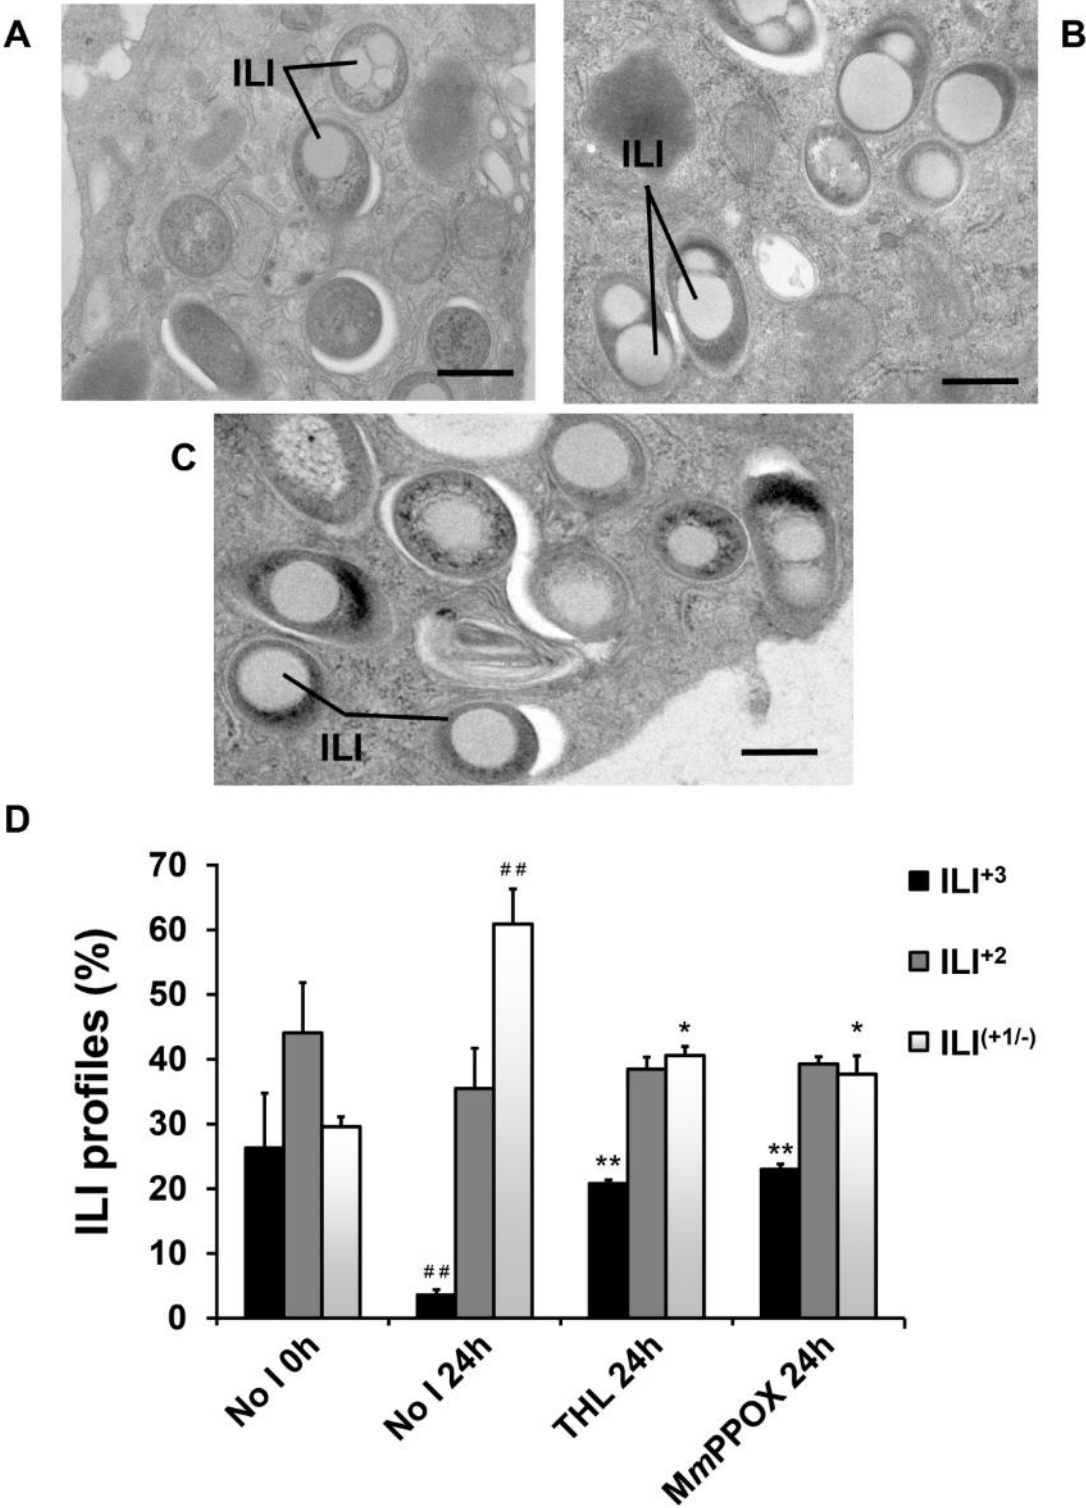 A
ILI
B
ILI
C
ILI
D
ILI profiles (%)
70
60
50
40
30
20
10
0
##
##
**
*
**
*
ILI+3
ILI+2
ILI(+1/-)
No I 0h
No I 24h
THL 24h
MmPPOX 24h